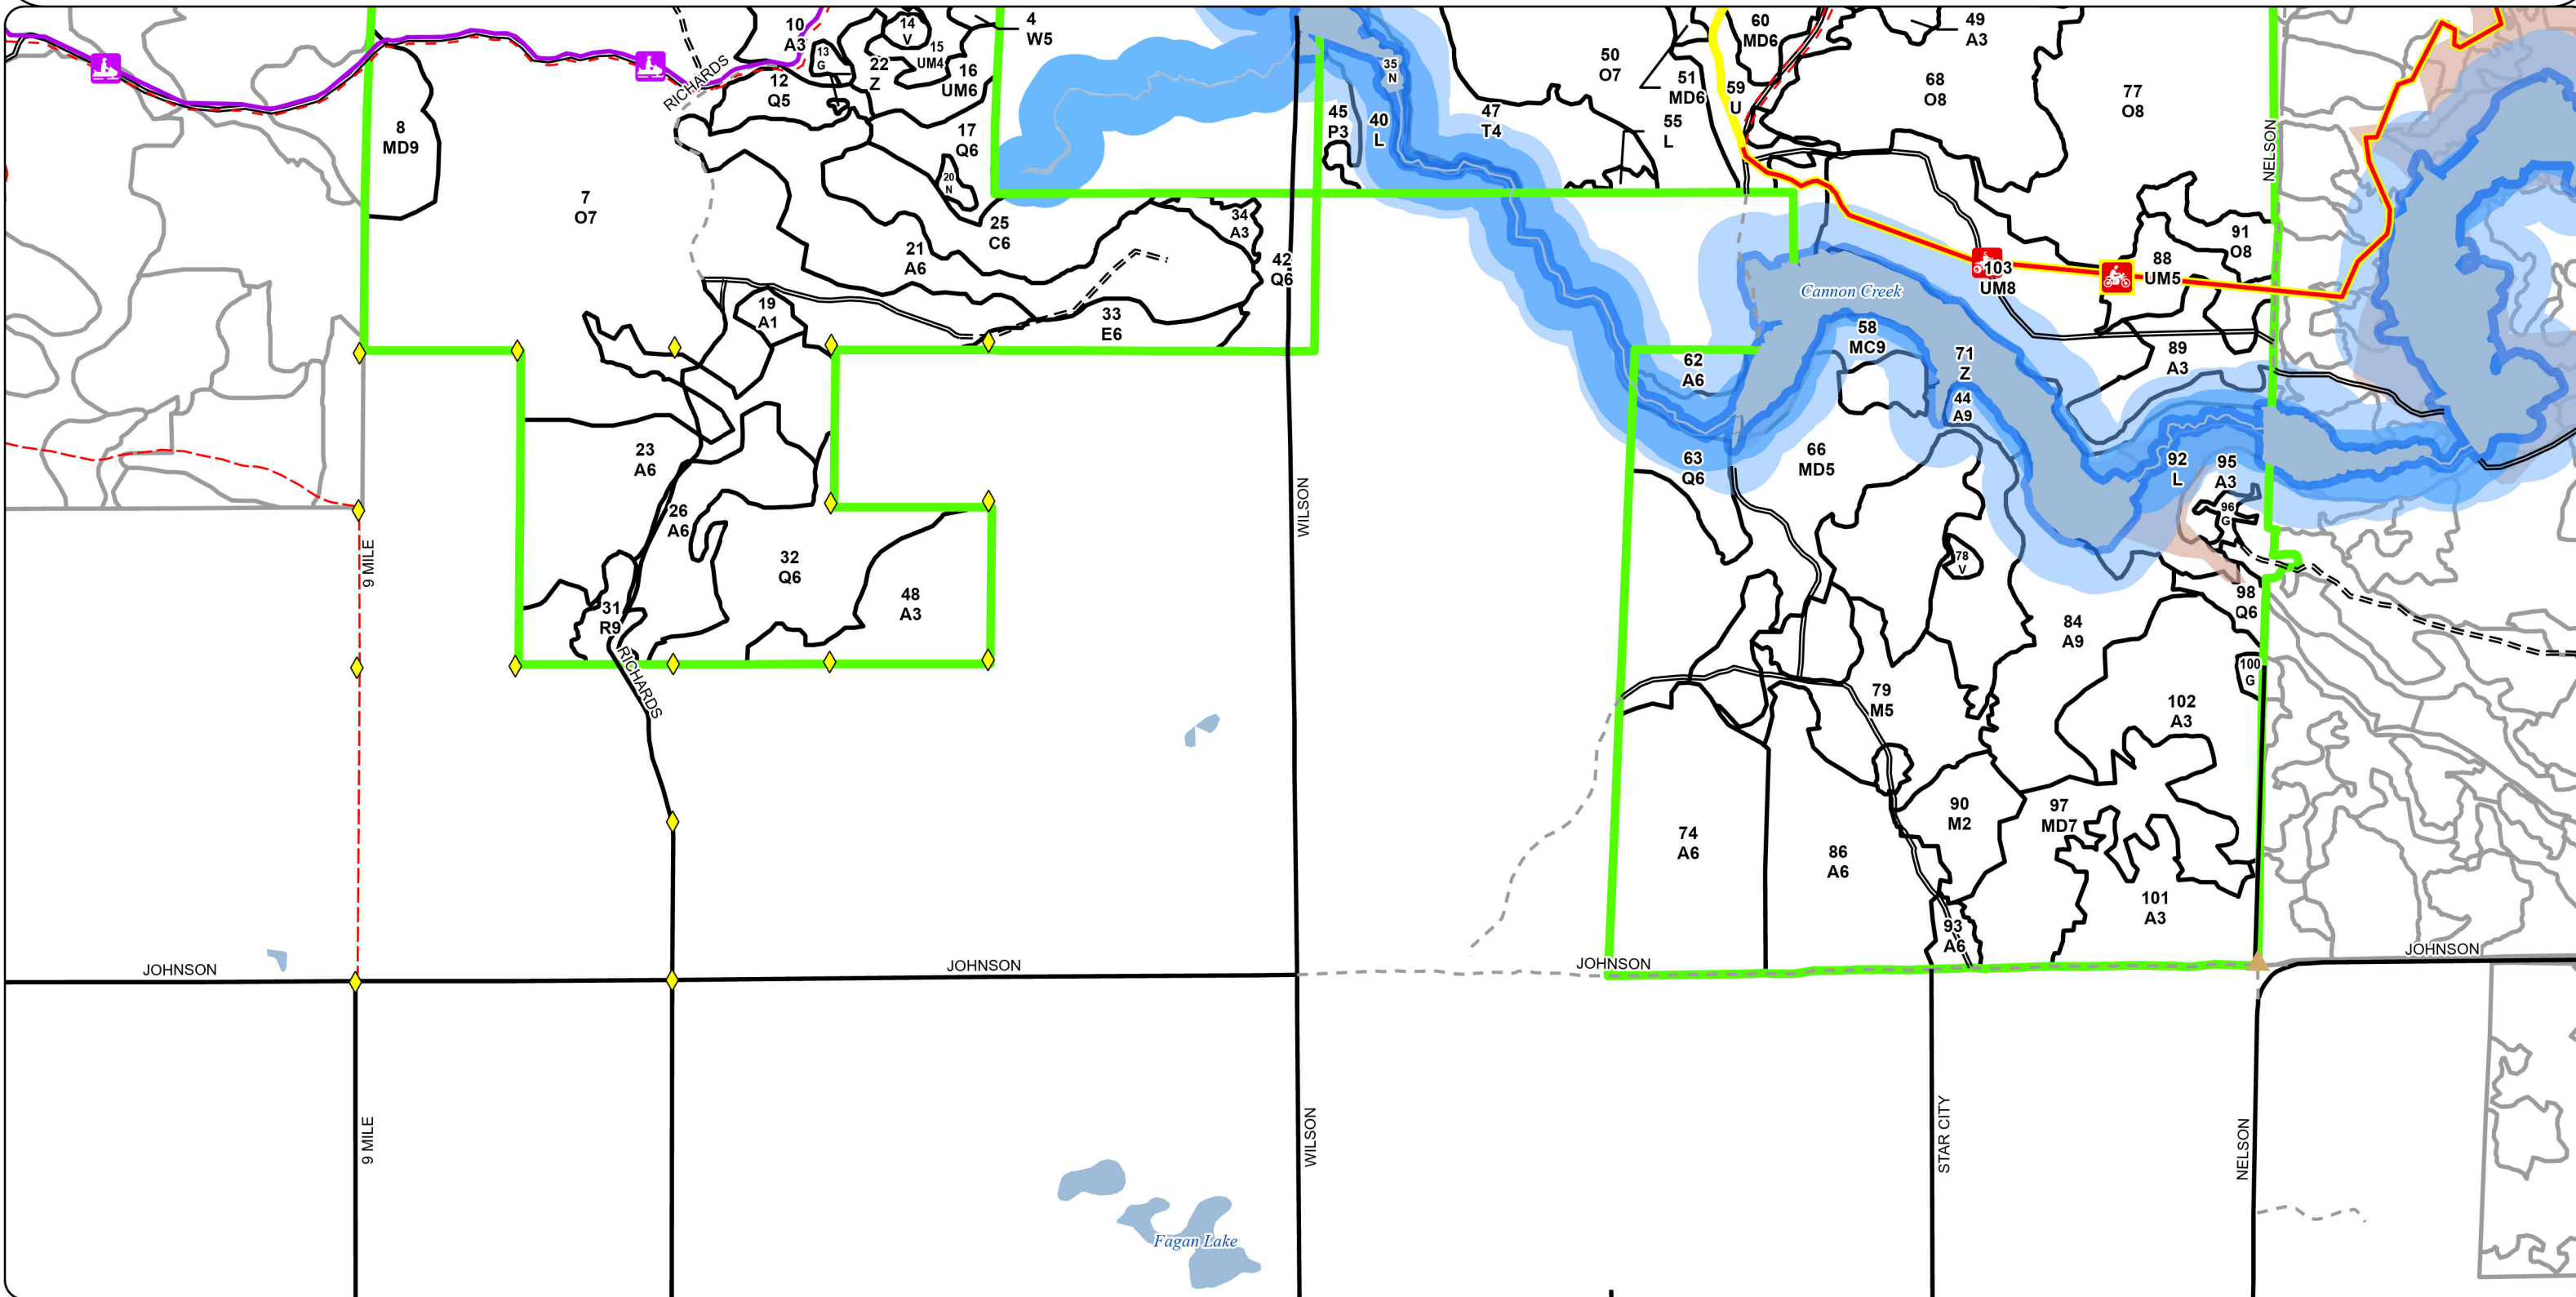 10
A3
14
V
15
UM4
4
W5
13
G
22
Z
16
UM6
12
Q5
RICHARDS
17
Q6
20
N
8
MD9
7
O7
25
C6
21
A6
34
A3
42
Q6
19
A1
33
E6
23
A6
26
A6
32
Q6
48
A3
31
R9
RICHARDS
9 MILE
WILSON
35
N
45
P3
40
L
47
T4
50
O7
51
MD6
55
L
59
U
60
MD6
49
A3
68
O8
77
O8
NELSON
91
O8
88
UM5
103
UM8
Cannon Creek
58
MC9
62
A6
71
Z
44
A9
89
A3
63
Q6
66
MD5
92
L
95
A3
96
G
78
V
98
Q6
84
A9
100
G
79
M5
102
A3
90
M2
97
MD7
74
A6
86
A6
101
A3
93
A6
JOHNSON
JOHNSON
JOHNSON
JOHNSON
9 MILE
WILSON
STAR CITY
NELSON
Fagan Lake